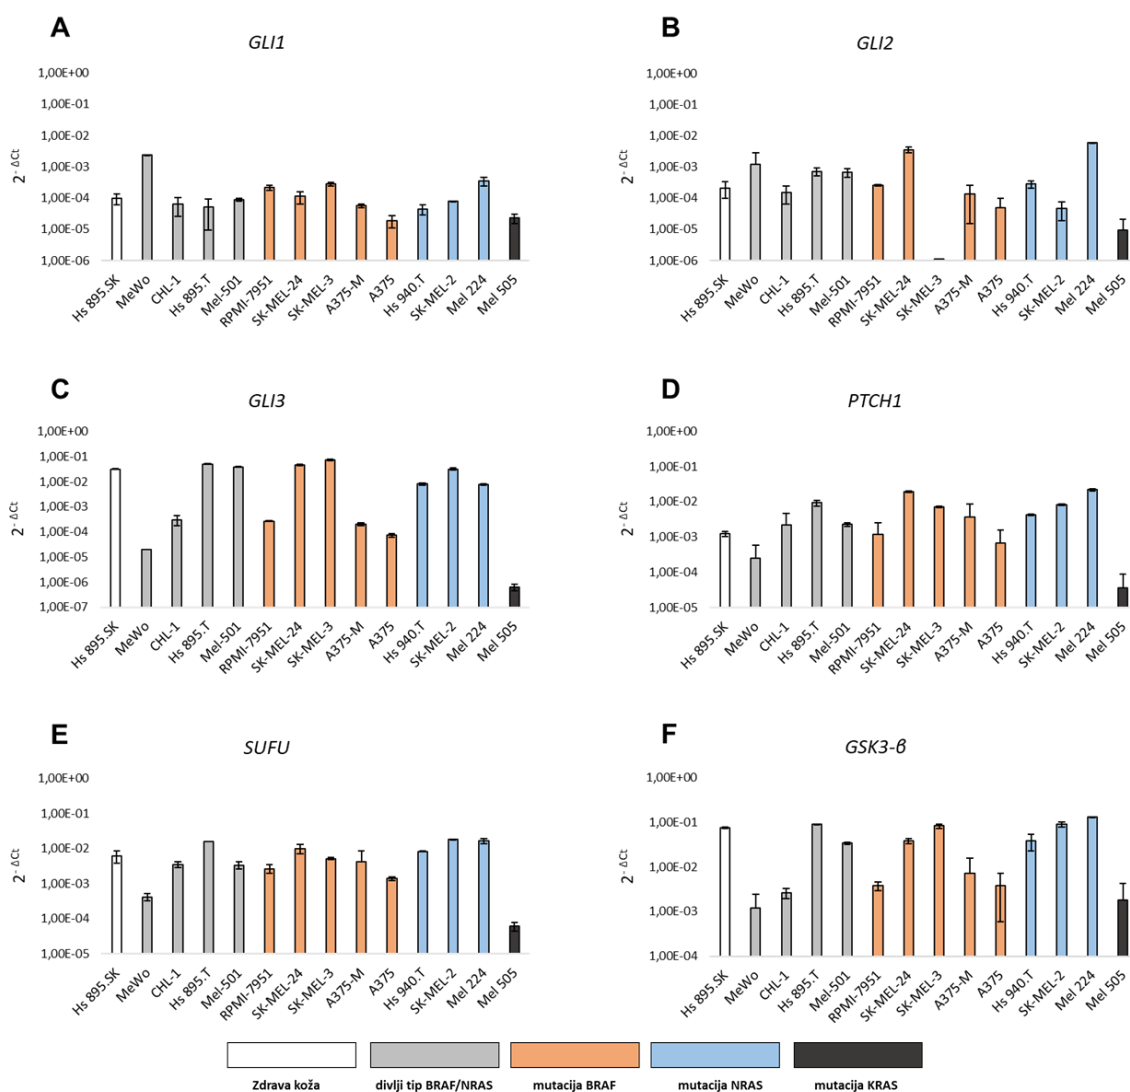 A
GLI1
1,00E+00
1,00E-01
1,00E-02
1,00E-03
1,00E-04
1,00E-05
1,00E-06
2^- ΔCt
Hs 895.SK
MeWo
CHL-1
Hs 895.T
Mel-501
RPMI-7951
SK-MEL-24
SK-MEL-3
A375-M
A375
Hs 940.T
SK-MEL-2
Mel 224
Mel 505
B
GLI2
1,00E+00
1,00E-01
1,00E-02
1,00E-03
1,00E-04
1,00E-05
1,00E-06
2^- ΔCt
Hs 895.SK
MeWo
CHL-1
Hs 895.T
Mel-501
RPMI-7951
SK-MEL-24
SK-MEL-3
A375-M
A375
Hs 940.T
SK-MEL-2
Mel 224
Mel 505
C
GLI3
1,00E+00
1,00E-01
1,00E-02
1,00E-03
1,00E-04
1,00E-05
1,00E-06
1,00E-07
2^- ΔCt
Hs 895.SK
MeWo
CHL-1
Hs 895.T
Mel-501
RPMI-7951
SK-MEL-24
SK-MEL-3
A375-M
A375
Hs 940.T
SK-MEL-2
Mel 224
Mel 505
D
PTCH1
1,00E+00
1,00E-01
1,00E-02
1,00E-03
1,00E-04
1,00E-05
2^- ΔCt
Hs 895.SK
MeWo
CHL-1
Hs 895.T
Mel-501
RPMI-7951
SK-MEL-24
SK-MEL-3
A375-M
A375
Hs 940.T
SK-MEL-2
Mel 224
Mel 505
E
SUFU
1,00E+00
1,00E-01
1,00E-02
1,00E-03
1,00E-04
1,00E-05
2^- ΔCt
Hs 895.SK
MeWo
CHL-1
Hs 895.T
Mel-501
RPMI-7951
SK-MEL-24
SK-MEL-3
A375-M
A375
Hs 940.T
SK-MEL-2
Mel 224
Mel 505
F
GSK3-β
1,00E+00
1,00E-01
1,00E-02
1,00E-03
1,00E-04
2^- ΔCt
Hs 895.SK
MeWo
CHL-1
Hs 895.T
Mel-501
RPMI-7951
SK-MEL-24
SK-MEL-3
A375-M
A375
Hs 940.T
SK-MEL-2
Mel 224
Mel 505
Zdrava koža
divlji tip BRAF/NRAS
mutacija BRAF
mutacija NRAS
mutacija KRAS